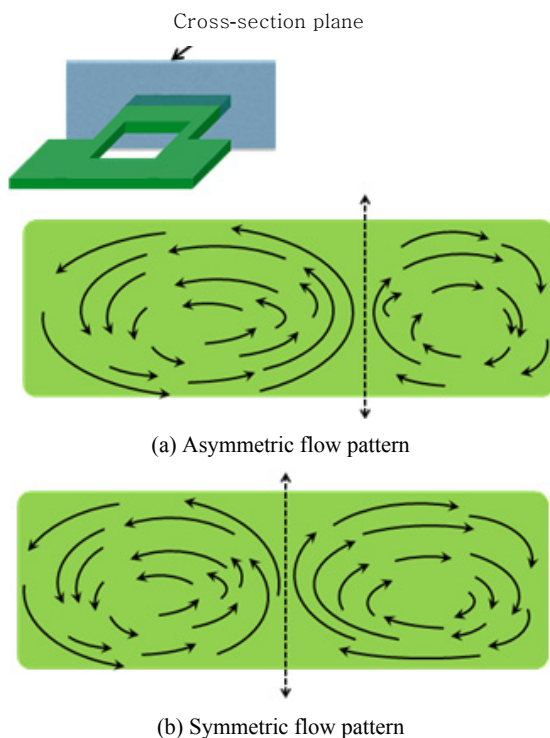 Cross-section plane
(a) Asymmetric flow pattern
(b) Symmetric flow pattern